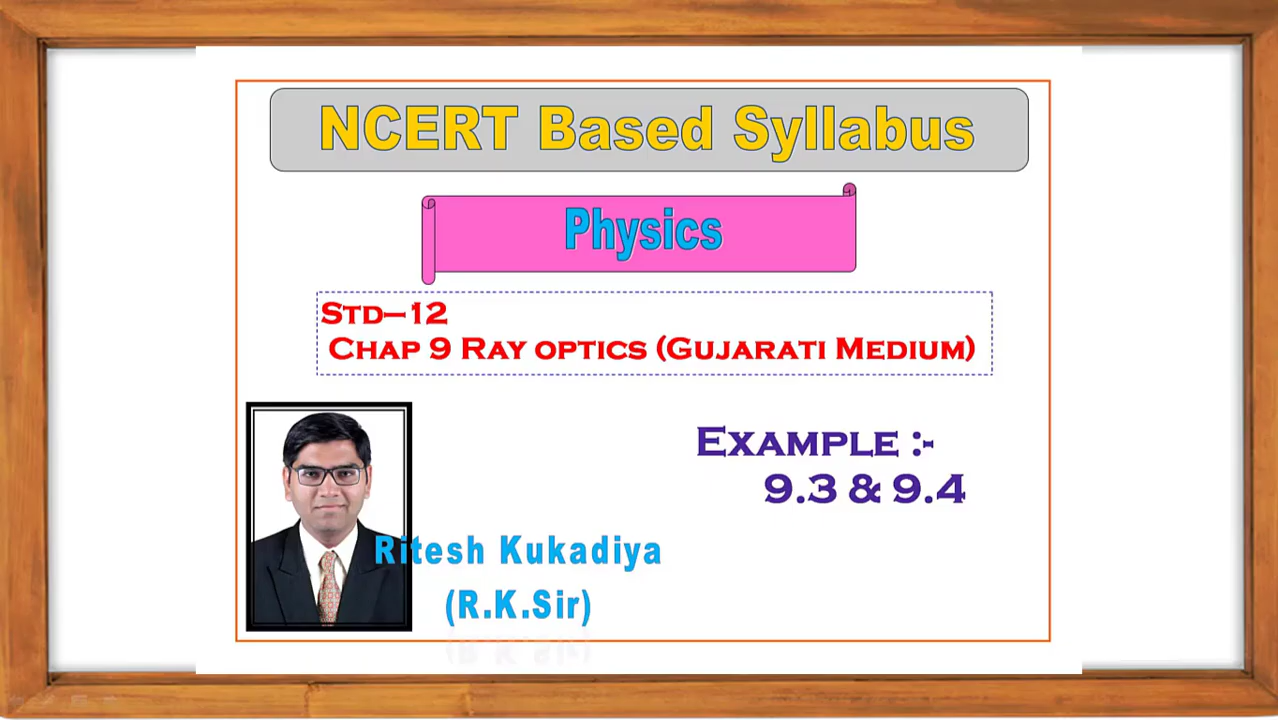 NCERT Based Syllabus
Physics
STD–12
CHAP 9 RAY OPTICS (GUJARATI MEDIUM)
EXAMPLE :-
9.3 & 9.4
Ritesh Kukadiya
(R.K.Sir)